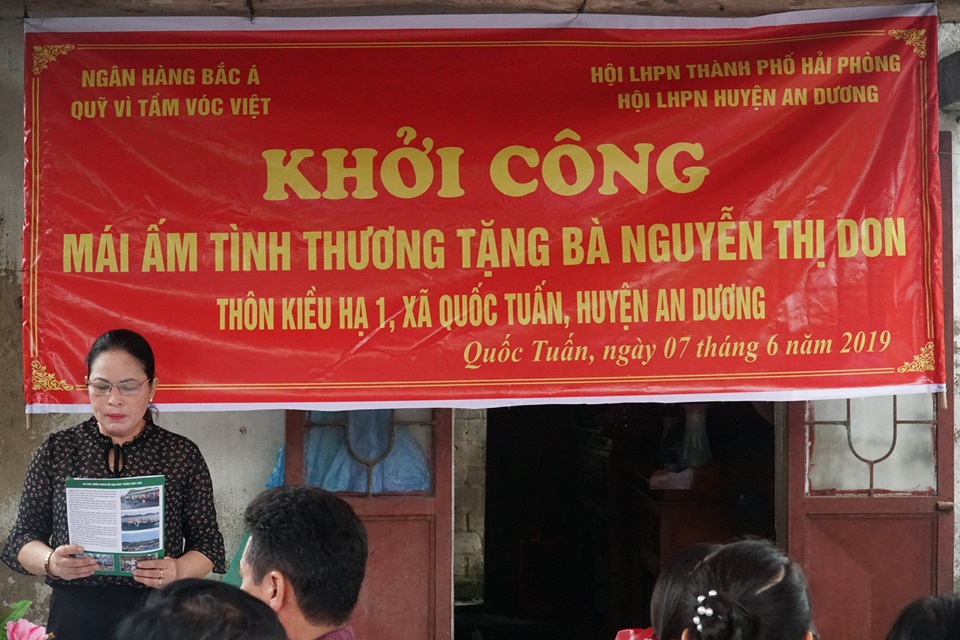 NGÂN HÀNG BẮC Á
QUỸ VÌ TẦM VÓC VIỆT
HỘI LHPN THÀNH PHỐ HẢI PHÒNG
HỘI LHPN HUYỆN AN DƯƠNG
KHỞI CÔNG
MÁI ẤM TÌNH THƯƠNG TẶNG BÀ NGUYỄN THỊ DON
THÔN KIỀU HẠ 1, XÃ QUỐC TUẤN, HUYỆN AN DƯƠNG
Quốc Tuấn, ngày 07 tháng 6 năm 2019